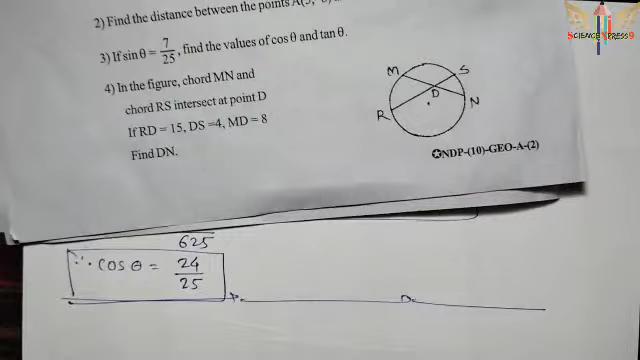 SCIENCE XPRESS9
2) Find the distance between the points A(
3) If sin θ = 7/25, find the values of cos θ and tan θ.
4) In the figure, chord MN and
chord RS intersect at point D
If RD = 15, DS =4, MD = 8
Find DN.
M
S
D
R
N
✪NDP-(10)-GEO-A-(2)
625
∴ cos θ = 24/25